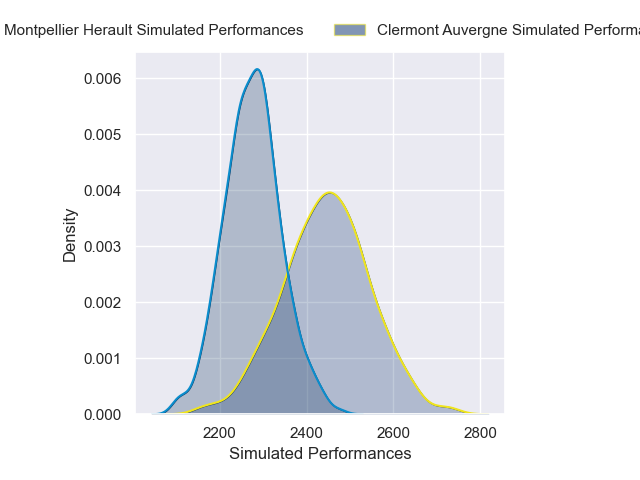 Montpellier Herault Simulated Performances
Clermont Auvergne Simulated
0.006
0.005
0.004
0.003
0.002
0.001
0.000
Density
2200 2400 2600 2800
Simulated Performances